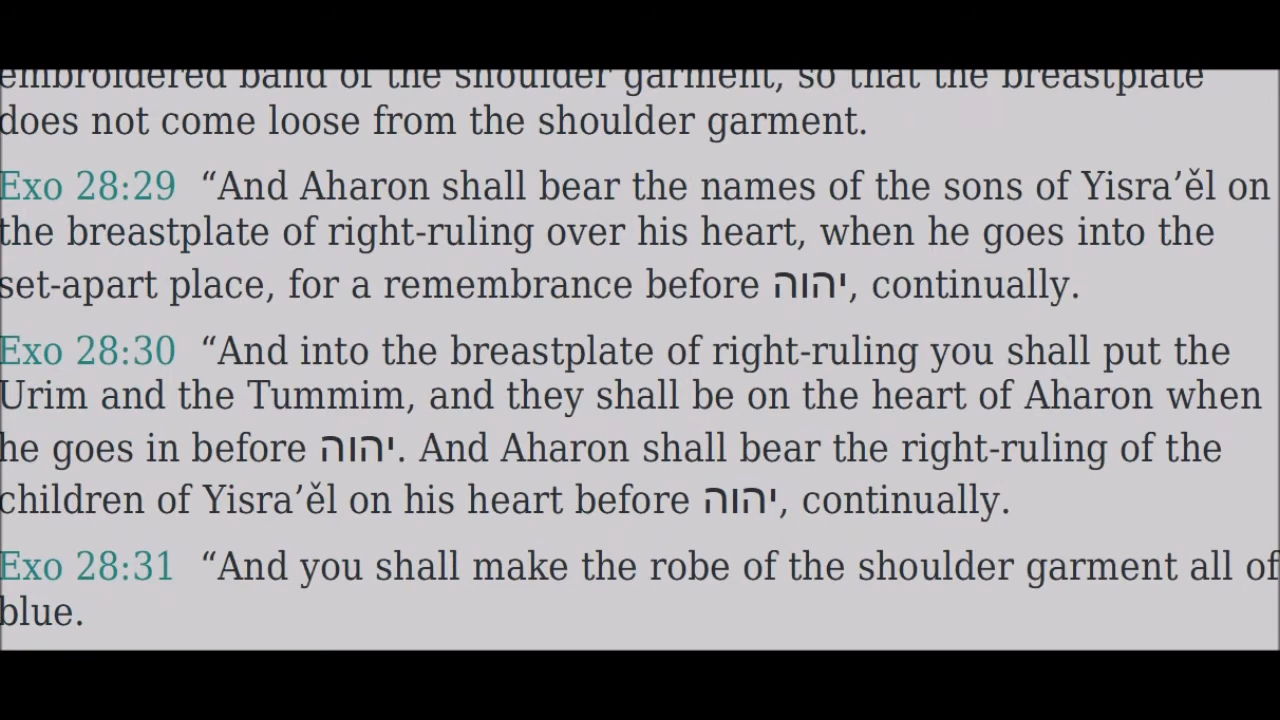 embroidered band of the shoulder garment, so that the breastplate
does not come loose from the shoulder garment.
Exo 28:29 “And Aharon shall bear the names of the sons of Yisra’ěl on
the breastplate of right-ruling over his heart, when he goes into the
set-apart place, for a remembrance before יהוה, continually.
Exo 28:30 “And into the breastplate of right-ruling you shall put the
Urim and the Tummim, and they shall be on the heart of Aharon when
he goes in before יהוה. And Aharon shall bear the right-ruling of the
children of Yisra’ěl on his heart before יהוה, continually.
Exo 28:31 “And you shall make the robe of the shoulder garment all of
blue.